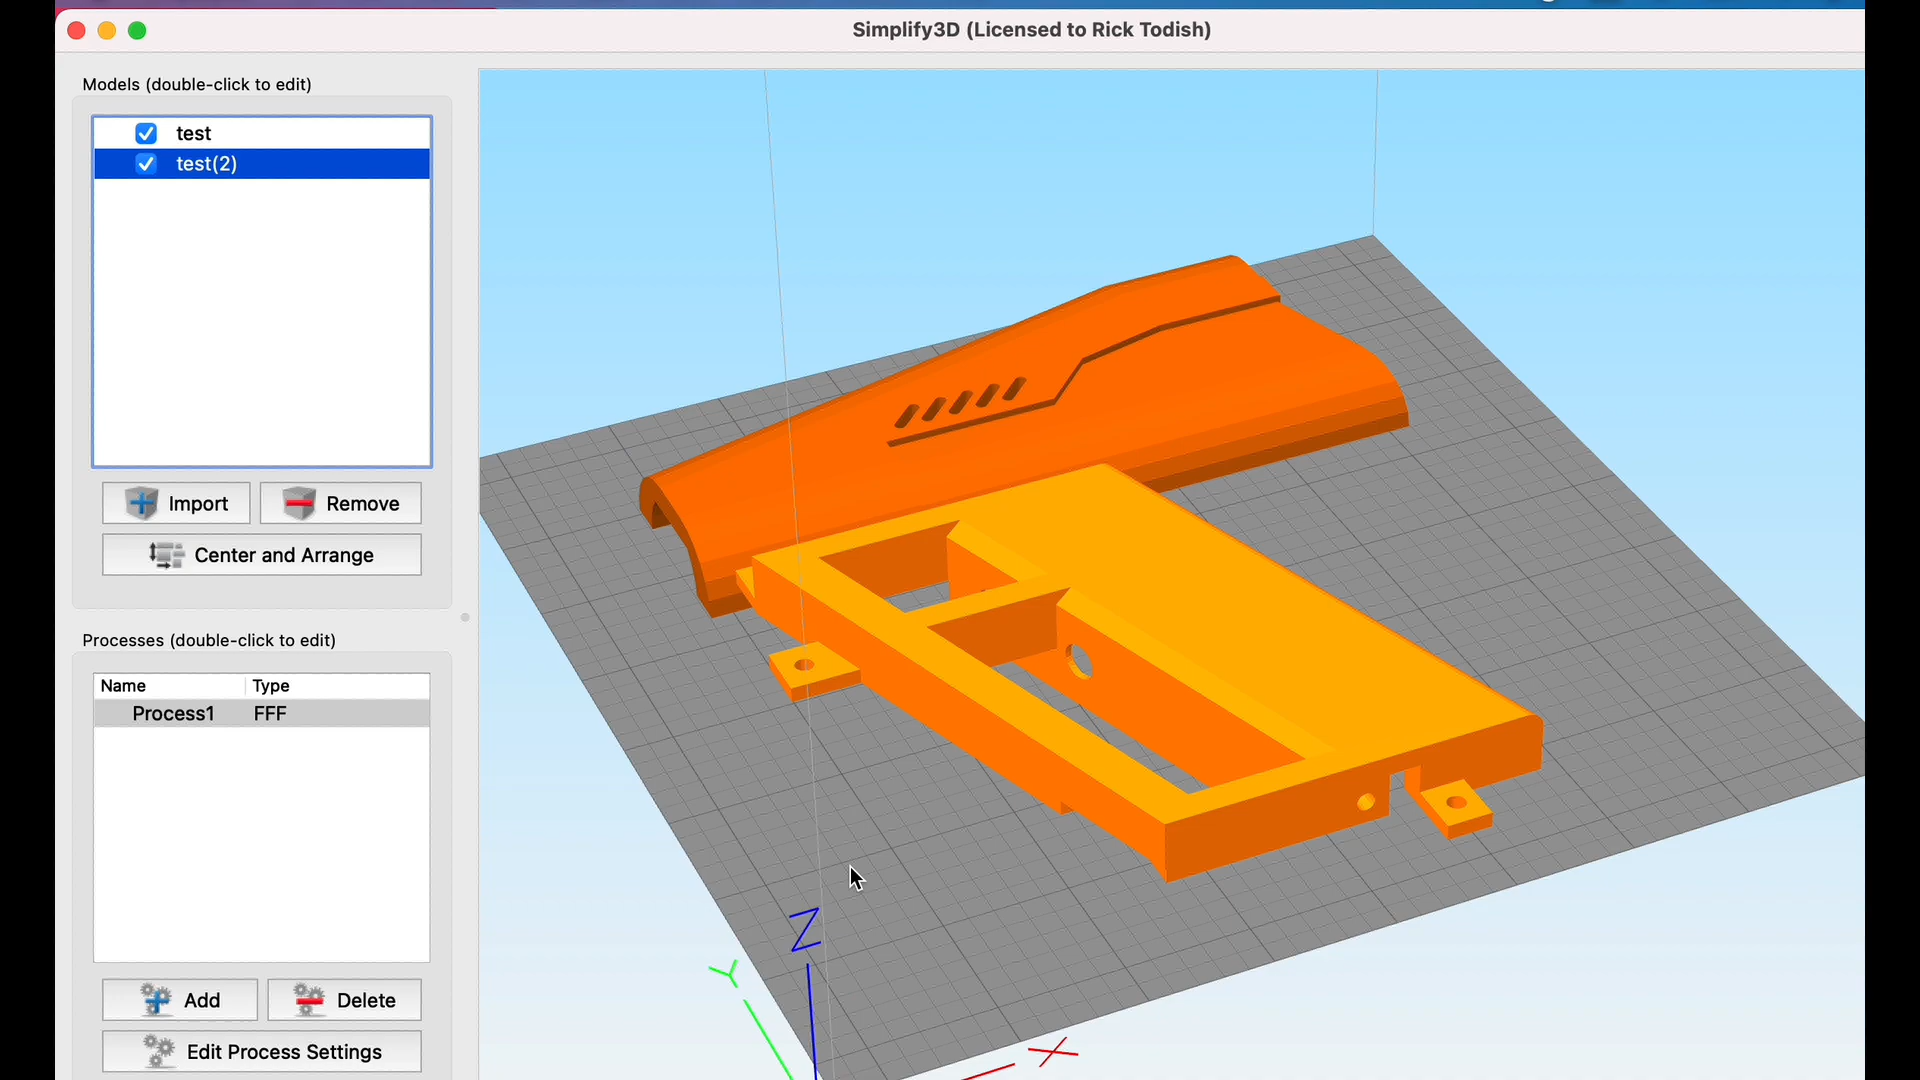 Simplify3D (Licensed to Rick Todish)
Models (double-click to edit)
test
test(2)
Import
Remove
Center and Arrange
Processes (double-click to edit)
Name Type
Process1 FFF
Add
Delete
Edit Process Settings
Z
Y
X